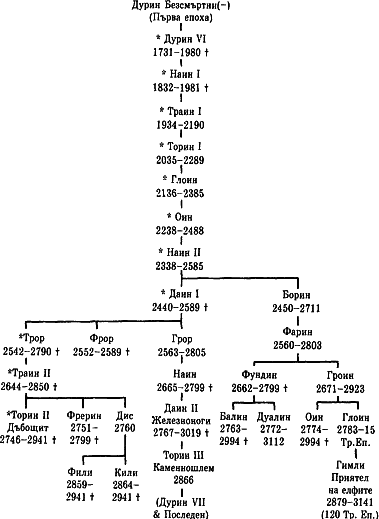 Дурин Безсмъртни(-)
(Първа епоха)
* Дурин VI
1731-1980 †
* Наин I
1832-1981 †
* Траин I
1934-2190
* Торин I
2035-2289
* Глоин
2136-2385
* Оин
2238-2488
* Наин II
2338-2585
* Даин I
2440-2589 †
Борин
2450-2711
Фарин
2560-2803
*Трор
2542-2790 †
Фрор
2552-2589 †
Грор
2563-2805
*Траин II
2644-2850 †
Наин
2665-2799 †
Фундин
2662-2799 †
Гроин
2671-2923
*Торин II
Дъбощит
2746-2941 †
Фрерин
2751-
2799 †
Дис
2760
Даин II
Железноноги
2767-3019 †
Балин
2763-
2994 †
Дуалин
2772-
3112
Оин
2774-
2994 †
Глоин
2783-15
Тр.Еп.
Фили
2859-
2941 †
Кили
2864-
2941 †
Торин III
Каменношлем
2866
(Дурин VII
& Последен)
Гимли
Приятел
на елфите
2879-3141
(120 Тр. Еп.)